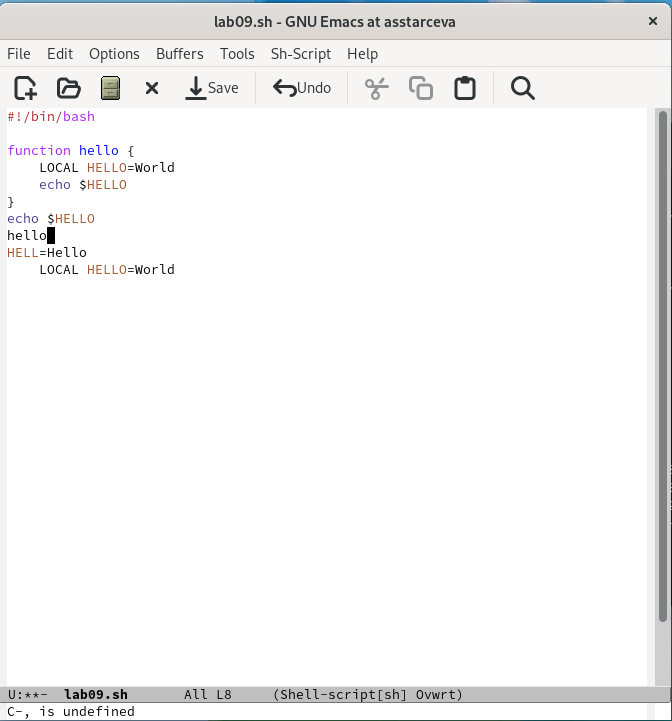 lab09.sh - GNU Emacs at asstarceva
File Edit Options Buffers Tools Sh-Script Help
Save Undo
#!/bin/bash
function hello {
    LOCAL HELLO=World
    echo $HELLO
}
echo $HELLO
hello
HELL=Hello
    LOCAL HELLO=World
U:**-  lab09.sh       All L8     (Shell-script[sh] Ovwrt)
C-, is undefined